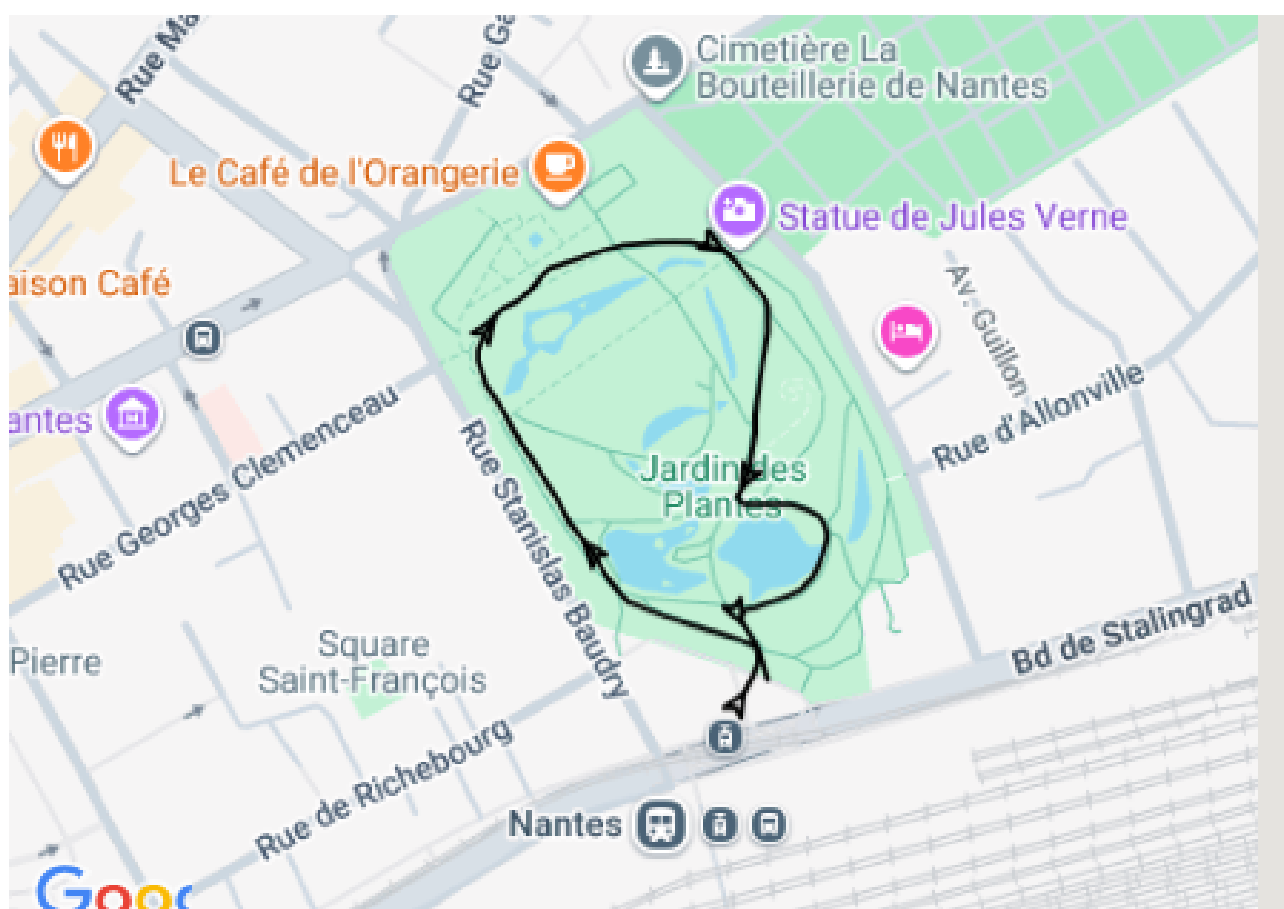 Rue Ma
Rue Ga
Cimetière La
Bouteillerie de Nantes
Le Café de l'Orangerie
Statue de Jules Verne
aison Café
Av. Guillon
antes
Rue Georges Clemenceau
Rue d'Allonville
Jardin des
Plantes
Rue Stanislas Baudry
Pierre
Square
Saint-François
Bd de Stalingrad
Rue de Richebourg
Nantes
Goog